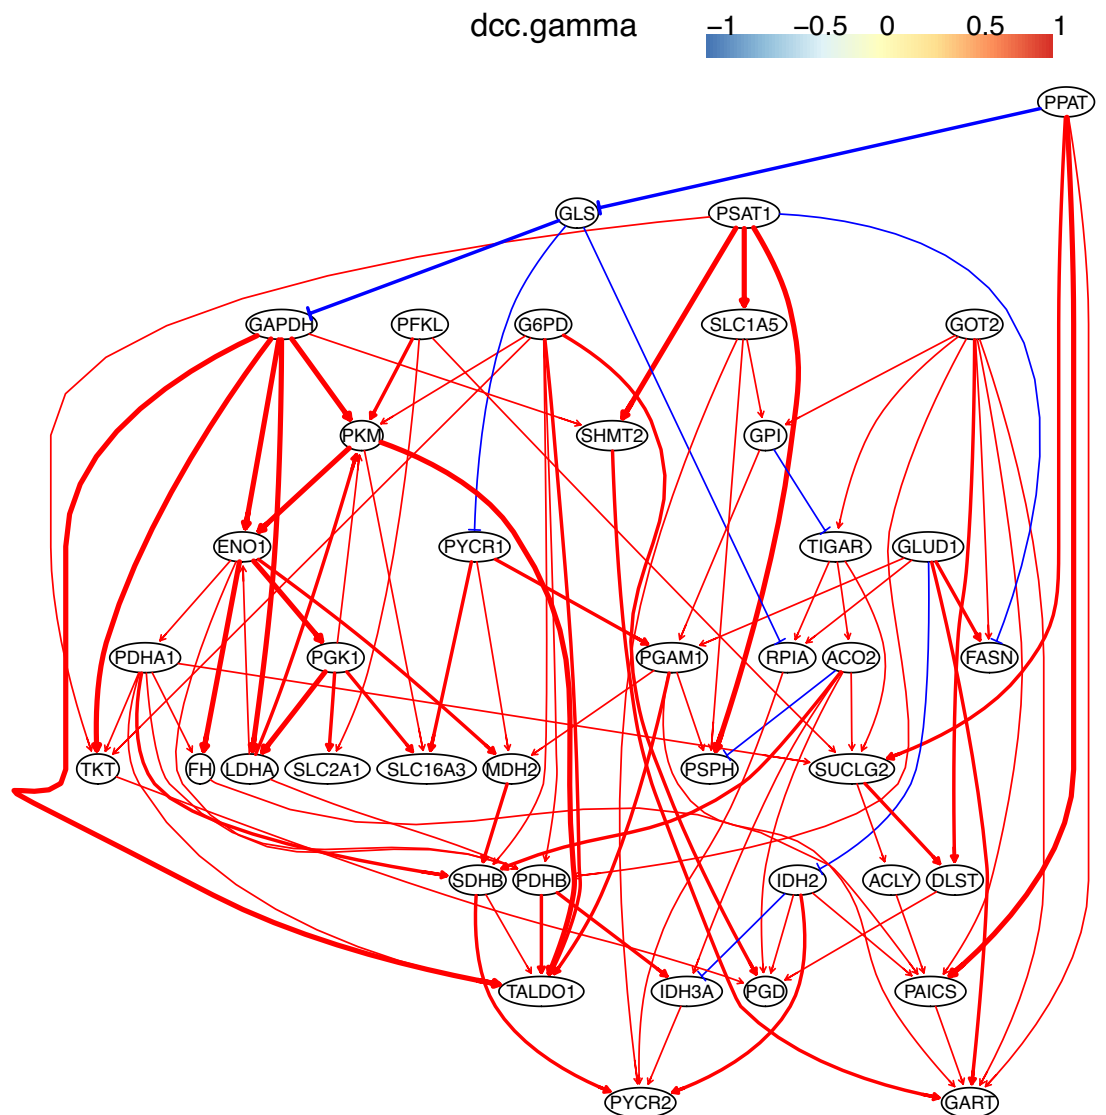 dcc.gamma
−1 −0.5 0 0.5 1
PPAT
GLS PSAT1
GAPDH PFKL G6PD SLC1A5 GOT2
PKM SHMT2 GPI
ENO1 PYCR1 TIGAR GLUD1
PDHA1 PGK1 PGAM1 RPIA ACO2 FASN
TKT FH LDHA SLC2A1 SLC16A3 MDH2 PSPH SUCLG2
SDHB PDHB IDH2 ACLY DLST
TALDO1 IDH3A PGD PAICS
PYCR2 GART